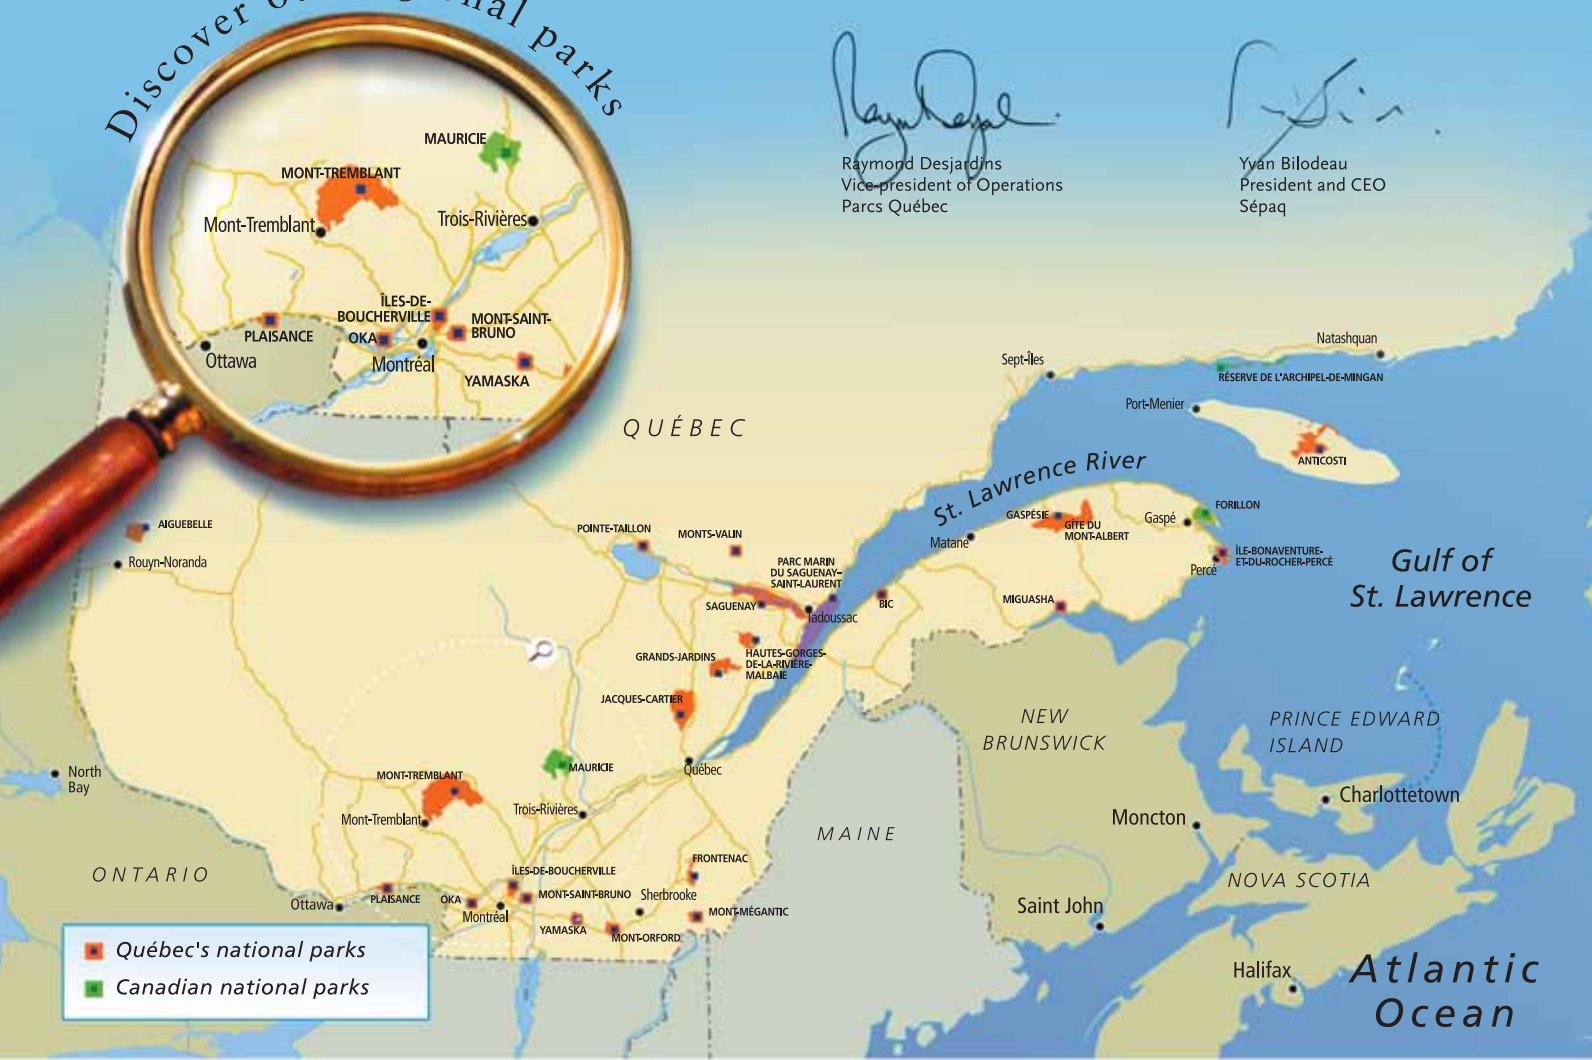 Discover our regional parks
Raymond Desjardins
Vice-president of Operations
Parcs Québec
Yvan Bilodeau
President and CEO
Sépaq
MAURICIE
MONT-TREMBLANT
Mont-Tremblant
Trois-Rivières
ÎLES-DE-
BOUCHERVILLE
MONT-SAINT-
BRUNO
PLAISANCE
OKA
Ottawa
Montréal
YAMASKA
QUÉBEC
Sept-Îles
Natashquan
RÉSERVE DE L'ARCHIPEL-DE-MINGAN
Port-Menier
ANTICOSTI
St. Lawrence River
GASPÉSIE
GÎTE DU
MONT-ALBERT
Gaspé
FORILLON
Matane
ÎLE-BONAVENTURE-
ET-DU-ROCHER-PERCÉ
Percé
Gulf of
St. Lawrence
AIGUEBELLE
Rouyn-Noranda
POINTE-TAILLON
MONTS-VALIN
PARC MARIN
DU SAGUENAY-
SAINT-LAURENT
SAGUENAY
Tadoussac
BIC
MIGUASHA
GRANDS-JARDINS
HAUTES-GORGES-
DE-LA-RIVIÈRE-
MALBAIE
JACQUES-CARTIER
NEW
BRUNSWICK
PRINCE EDWARD
ISLAND
North
Bay
MONT-TREMBLANT
MAURICIE
Québec
Mont-Tremblant
Trois-Rivières
Charlottetown
Moncton
MAINE
ONTARIO
FRONTENAC
ÎLES-DE-BOUCHERVILLE
NOVA SCOTIA
Ottawa
PLAISANCE
OKA
Montréal
MONT-SAINT-BRUNO
Sherbrooke
YAMASKA
MONT-ORFORD
MONT-MÉGANTIC
Saint John
Halifax
Atlantic
Ocean
Québec's national parks
Canadian national parks